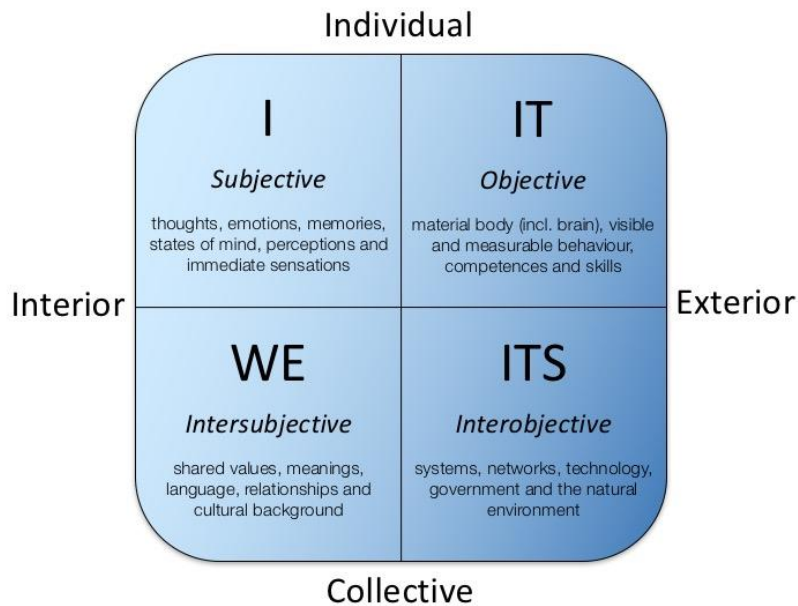 Individual
I
Subjective
thoughts, emotions, memories,
states of mind, perceptions and
immediate sensations
IT
Objective
material body (incl. brain), visible
and measurable behaviour,
competences and skills
Interior
Exterior
WE
Intersubjective
shared values, meanings,
language, relationships and
cultural background
ITS
Interobjective
systems, networks, technology,
government and the natural
environment
Collective